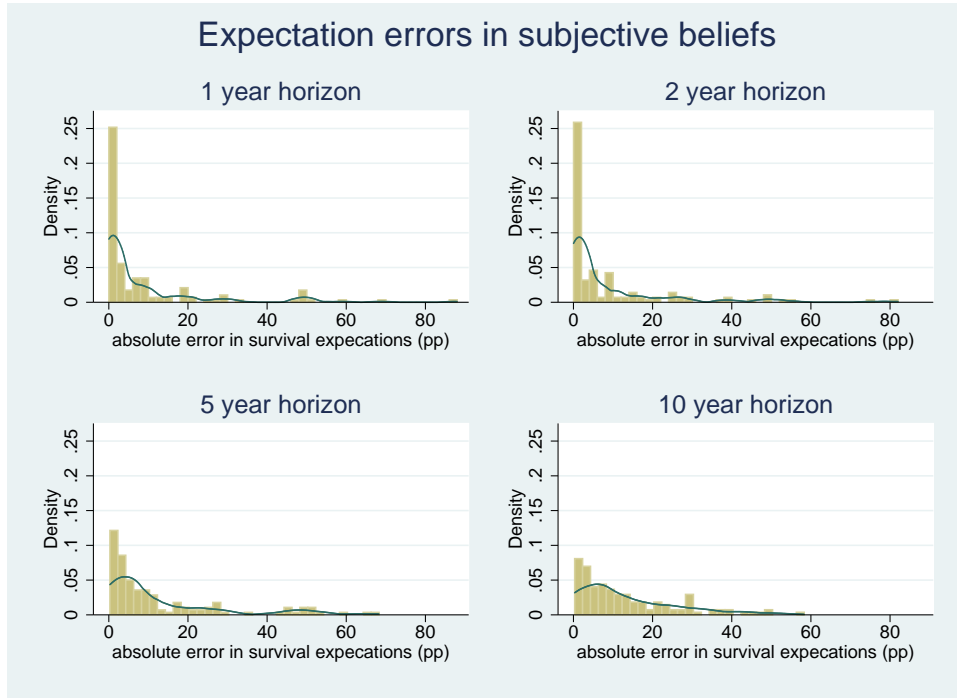 Expectation errors in subjective beliefs
1 year horizon
Density
.25
.2
.15
.1
.05
0
0 20 40 60 80
absolute error in survival expecations (pp)
2 year horizon
Density
.25
.2
.15
.1
.05
0
0 20 40 60 80
absolute error in survival expecations (pp)
5 year horizon
Density
.25
.2
.15
.1
.05
0
0 20 40 60 80
absolute error in survival expecations (pp)
10 year horizon
Density
.25
.2
.15
.1
.05
0
0 20 40 60 80
absolute error in survival expecations (pp)